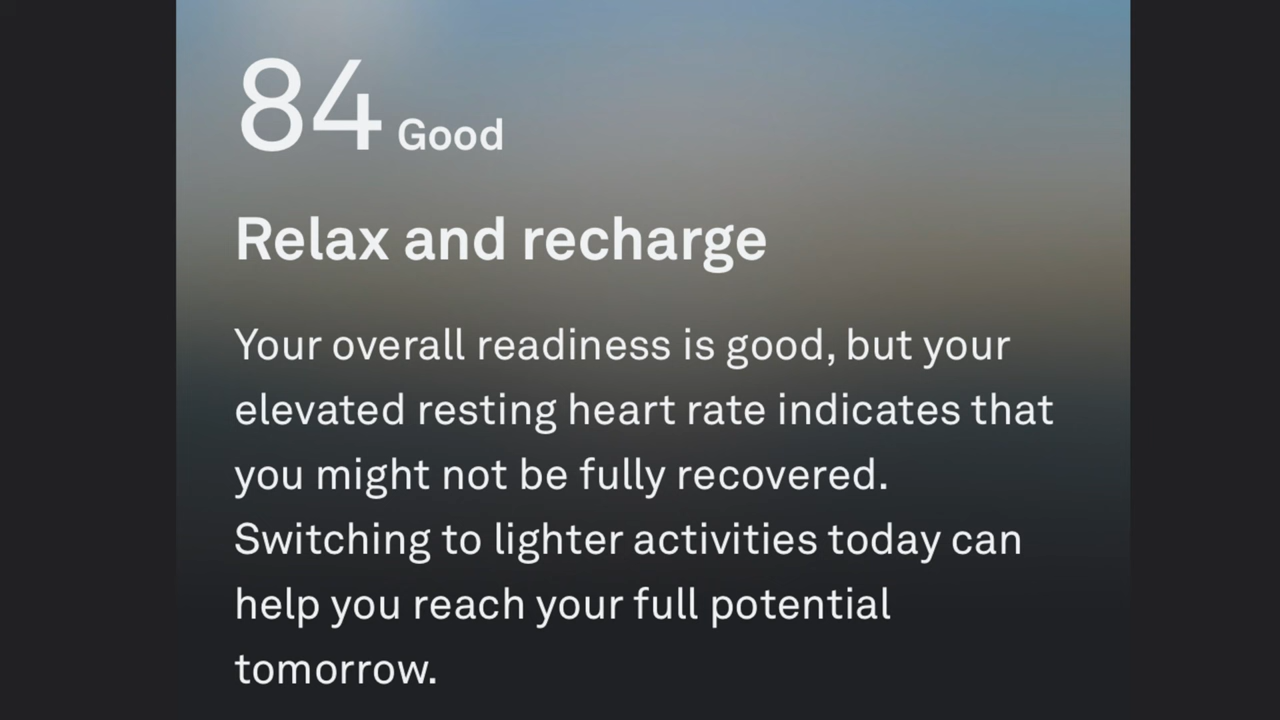 84 Good
Relax and recharge
Your overall readiness is good, but your
elevated resting heart rate indicates that
you might not be fully recovered.
Switching to lighter activities today can
help you reach your full potential
tomorrow.